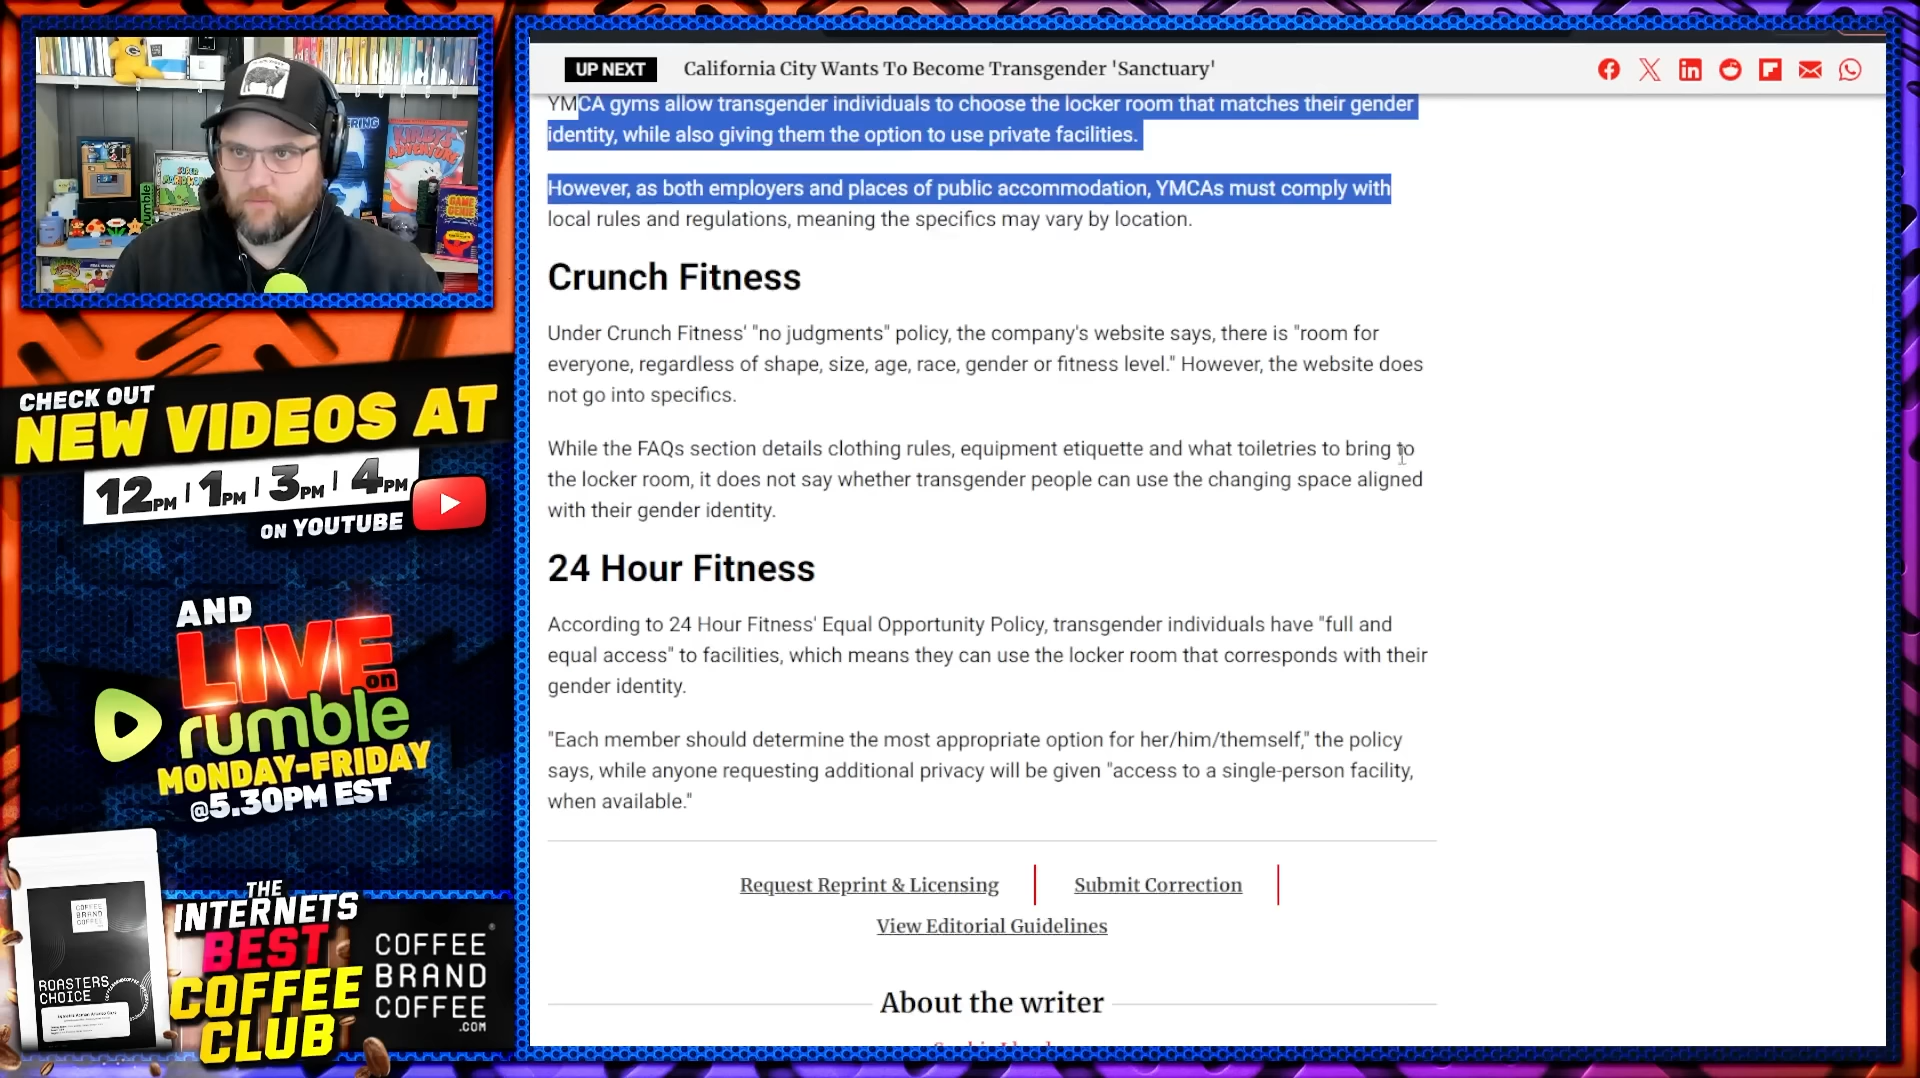 UP NEXT California City Wants To Become Transgender 'Sanctuary'
YMCA gyms allow transgender individuals to choose the locker room that matches their gender
identity, while also giving them the option to use private facilities.
However, as both employers and places of public accommodation, YMCAs must comply with
local rules and regulations, meaning the specifics may vary by location.
Crunch Fitness
Under Crunch Fitness' "no judgments" policy, the company's website says, there is "room for
everyone, regardless of shape, size, age, race, gender or fitness level." However, the website does
not go into specifics.
While the FAQs section details clothing rules, equipment etiquette and what toiletries to bring to
the locker room, it does not say whether transgender people can use the changing space aligned
with their gender identity.
24 Hour Fitness
According to 24 Hour Fitness' Equal Opportunity Policy, transgender individuals have "full and
equal access" to facilities, which means they can use the locker room that corresponds with their
gender identity.
"Each member should determine the most appropriate option for her/him/themself," the policy
says, while anyone requesting additional privacy will be given "access to a single-person facility,
when available."
Request Reprint & Licensing
Submit Correction
View Editorial Guidelines
About the writer
KIRBY'S
ADVENTURE
GAME
GENIE
rumble
CHECK OUT
NEW VIDEOS AT
12PM | 1PM | 3PM | 4PM
ON YOUTUBE
AND
LIVE
on
rumble
MONDAY-FRIDAY
@5.30PM EST
THE
INTERNETS
BEST
COFFEE
CLUB
COFFEE
BRAND
COFFEE
.COM
COFFEE
BRAND
COFFEE
ROASTERS
CHOICE